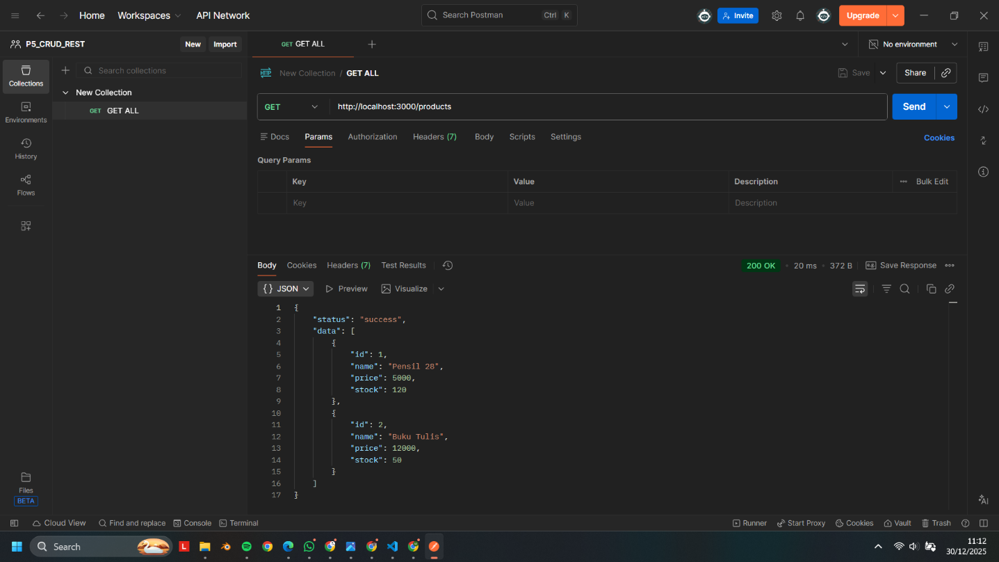 Home Workspaces API Network Search Postman Ctrl K Invite Upgrade
P5_CRUD_REST New Import GET GET ALL No environment
Collections Search collections HTTP New Collection / GET ALL Save Share
New Collection
GET GET ALL GET http://localhost:3000/products Send
Environments
Docs Params Authorization Headers (7) Body Scripts Settings Cookies
History
Query Params
Key Value Description Bulk Edit
Flows
Key Value Description
Body Cookies Headers (7) Test Results 200 OK • 20 ms • 372 B e.g. Save Response
{ } JSON Preview Visualize
1 {
2 "status": "success",
3 "data": [
4 {
5 "id": 1,
6 "name": "Pensil 28",
7 "price": 5000,
8 "stock": 120
9 },
10 {
11 "id": 2,
12 "name": "Buku Tulis",
13 "price": 12000,
14 "stock": 50
15 }
16 ]
17 }
Files
BETA
AI
Cloud View Find and replace Console Terminal Runner Start Proxy Cookies Vault Trash
L
Search 11:12
30/12/2025